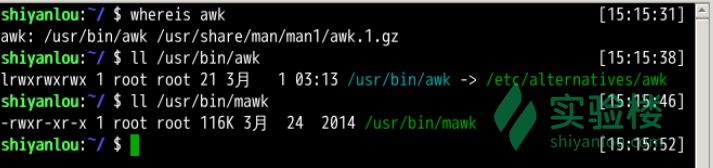 shiyanlou:~/ $ whereis awk [15:15:31]
awk: /usr/bin/awk /usr/share/man/man1/awk.1.gz
shiyanlou:~/ $ ll /usr/bin/awk [15:15:38]
lrwxrwxrwx 1 root root 21 3月 1 03:13 /usr/bin/awk -> /etc/alternatives/awk
shiyanlou:~/ $ ll /usr/bin/mawk [15:15:46]
-rwxr-xr-x 1 root root 116K 3月 24 2014 /usr/bin/mawk
shiyanlou:~/ $ [15:15:52]
实验楼
shiyanlou.com